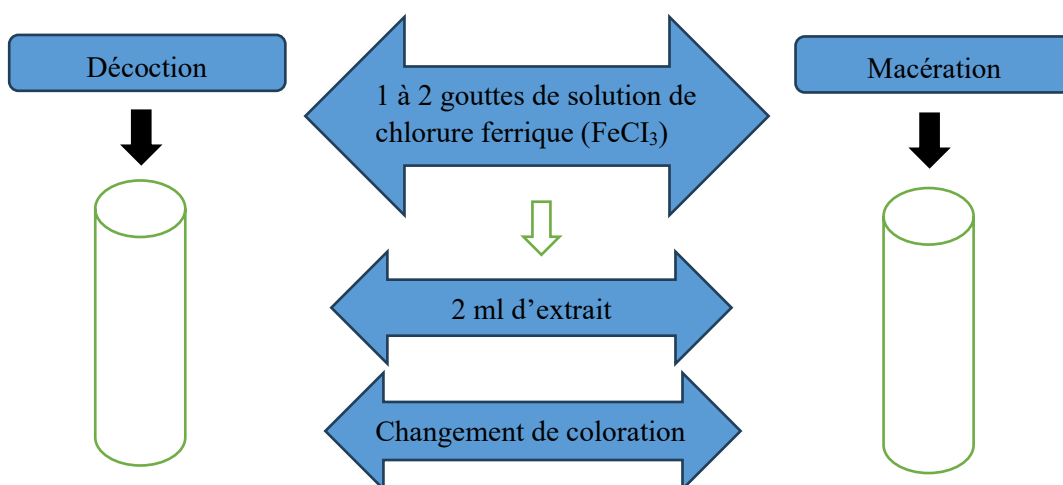 Décoction
1 à 2 gouttes de solution de
chlorure ferrique (FeCI₃)
Macération
2 ml d’extrait
Changement de coloration